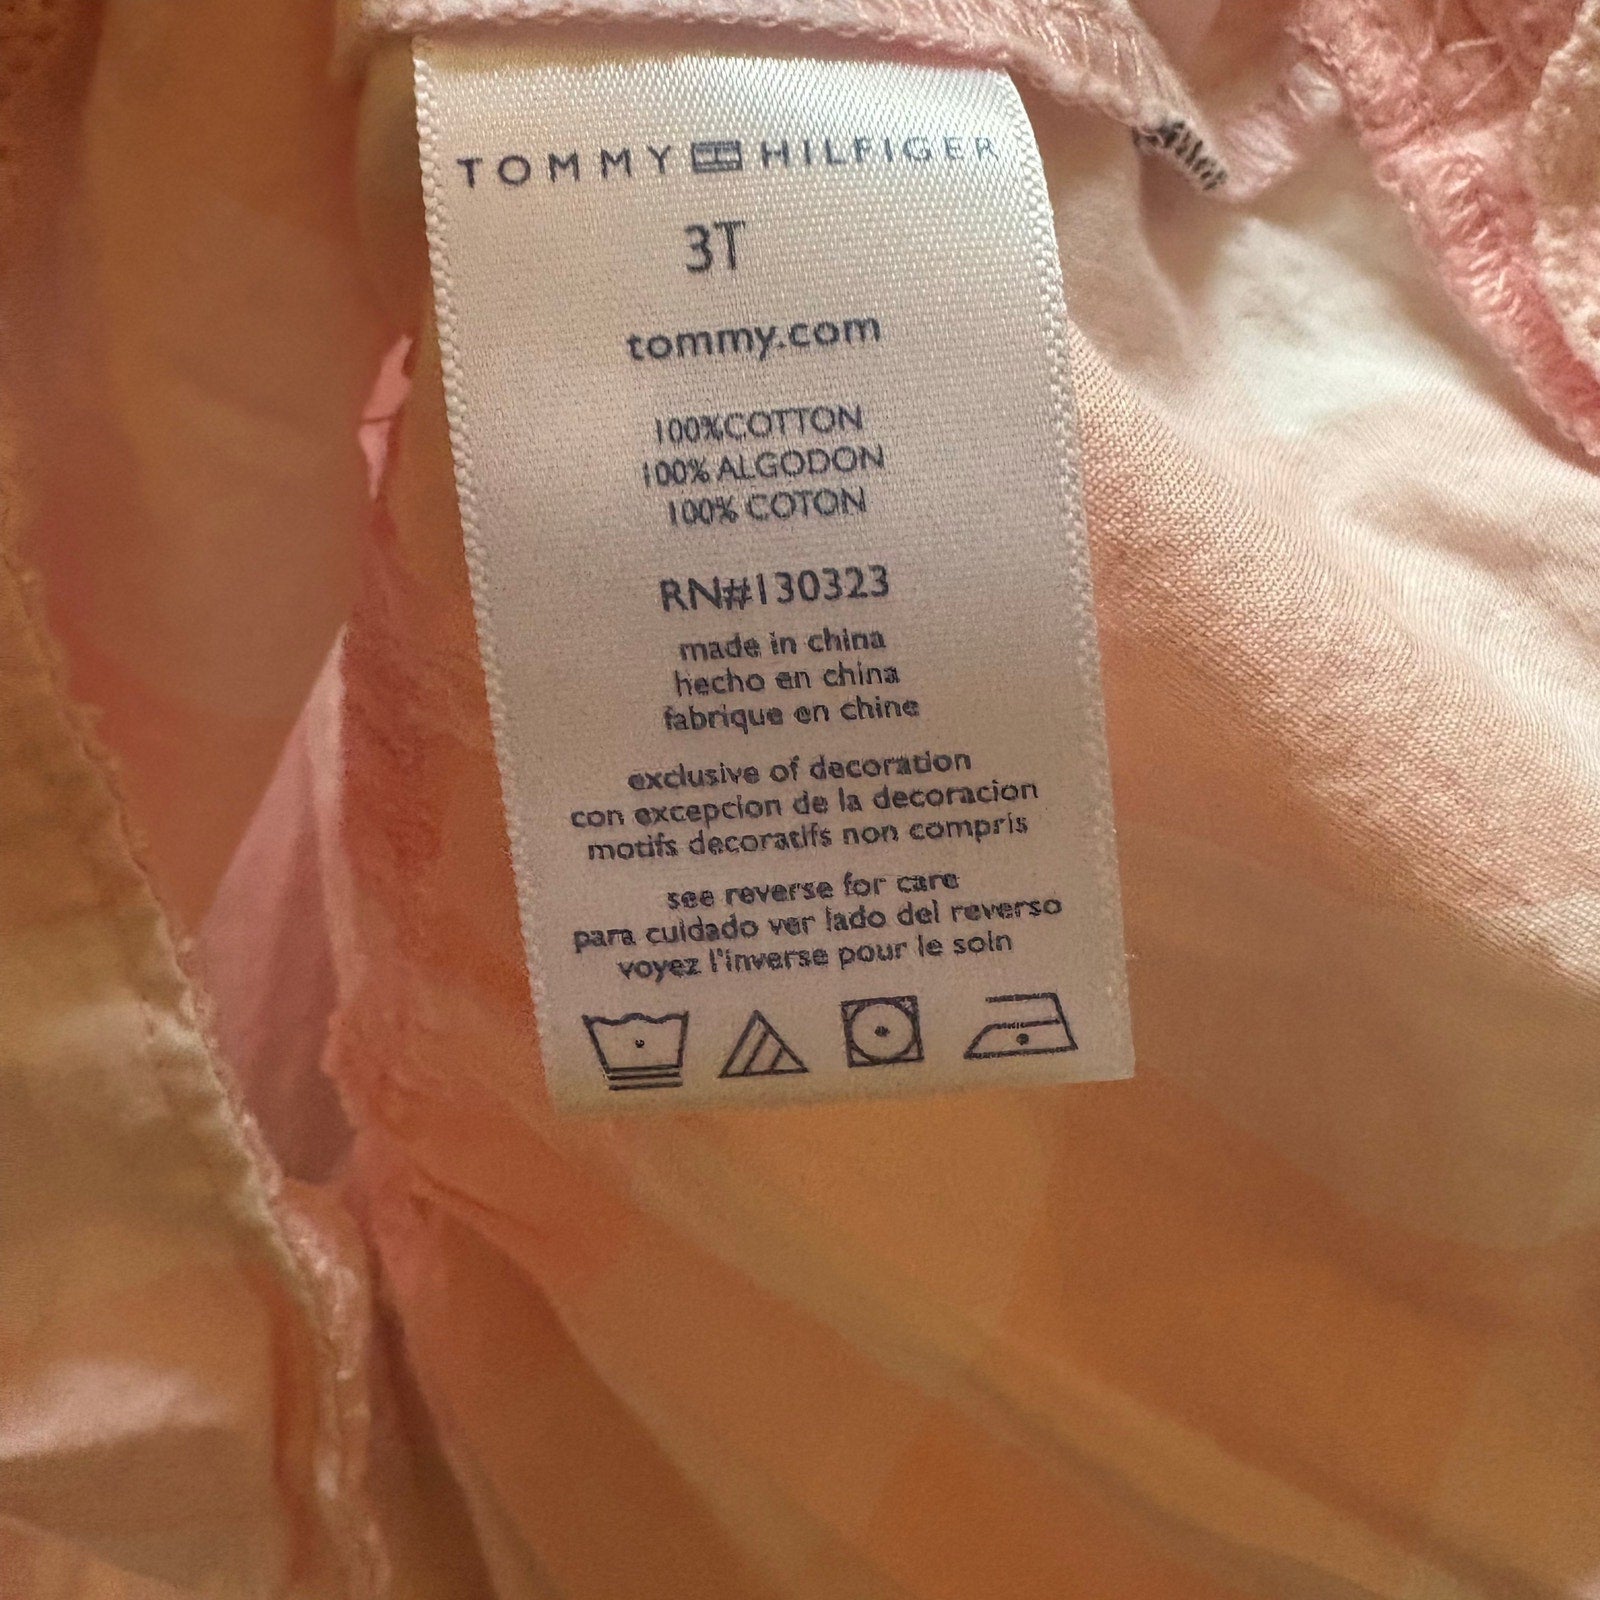 TOMMY HILFIGER
3T
tommy.com
100%COTTON
100% ALGODON
100% COTON
RN#130323
made in china
hecho en china
fabrique en chine
exclusive of decoration
con excepcion de la decoracion
motifs decoratifs non compris
see reverse for care
para cuidado ver lado del reverso
voyez l'inverse pour le soin